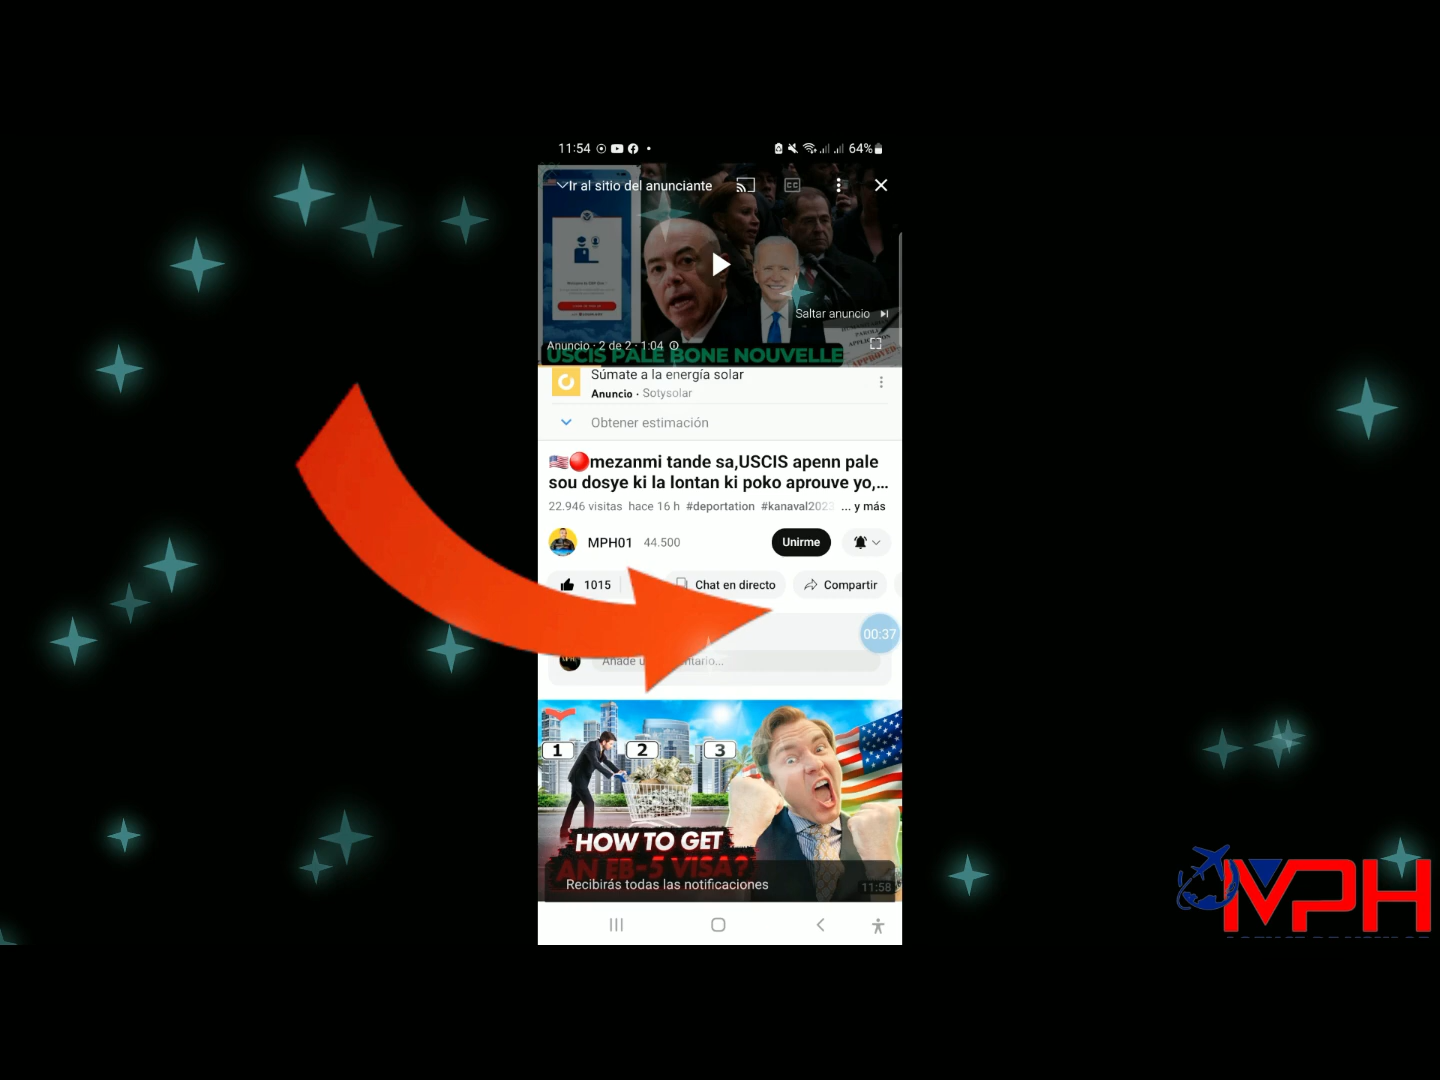 11:54
64%
Ir al sitio del anunciante
CC
Saltar anuncio
Anuncio · 2 de 2 · 1:04
APPROVED
USCIS PALE BONE NOUVELLE
Súmate a la energía solar
Anuncio · Sotysolar
Obtener estimación
🇺🇸🔴mezanmi tande sa,USCIS apenn pale
sou dosye ki la lontan ki poko aprouve yo,...
22.946 visitas hace 16 h #deportation #kanaval2023 ... y más
MPH01 44.500 Unirme
1015 Chat en directo Compartir
00:37
Añade
1 2 3
HOW TO GET
AN EB-5 VISA?
Recibirás todas las notificaciones
11:58
MPH